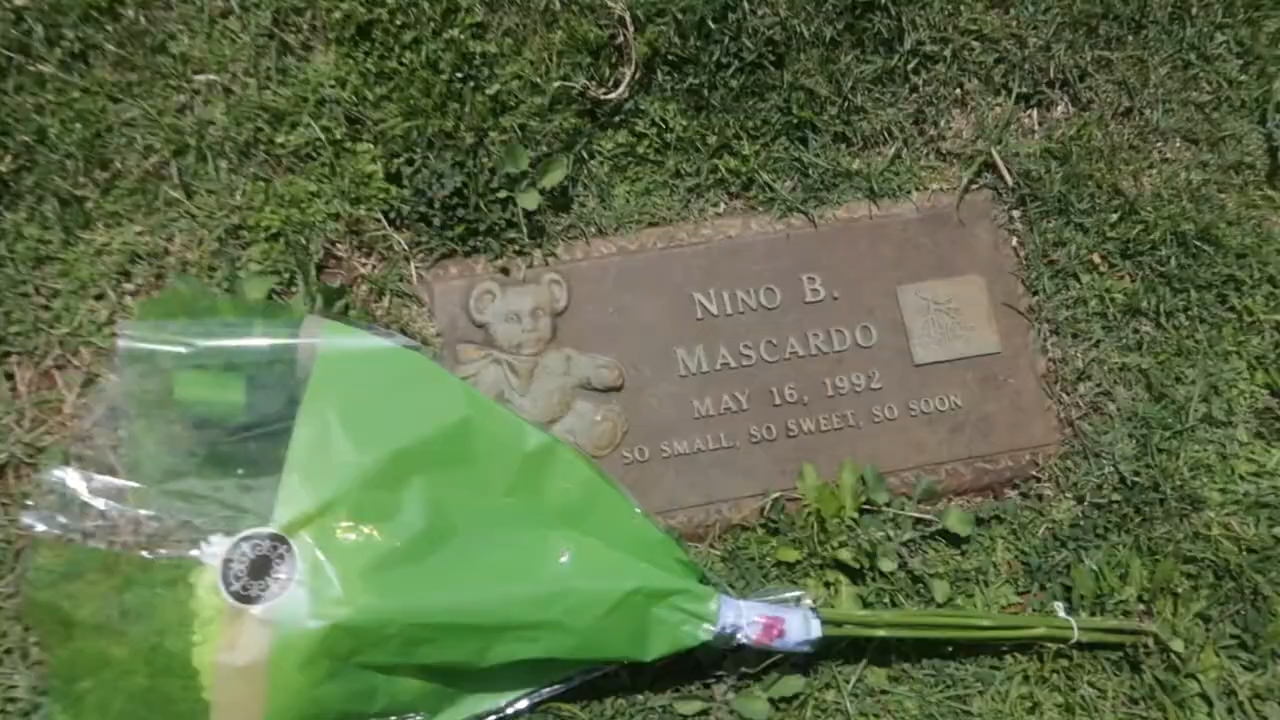 NINO B.
MASCARDO
MAY 16, 1992
SO SMALL, SO SWEET, SO SOON